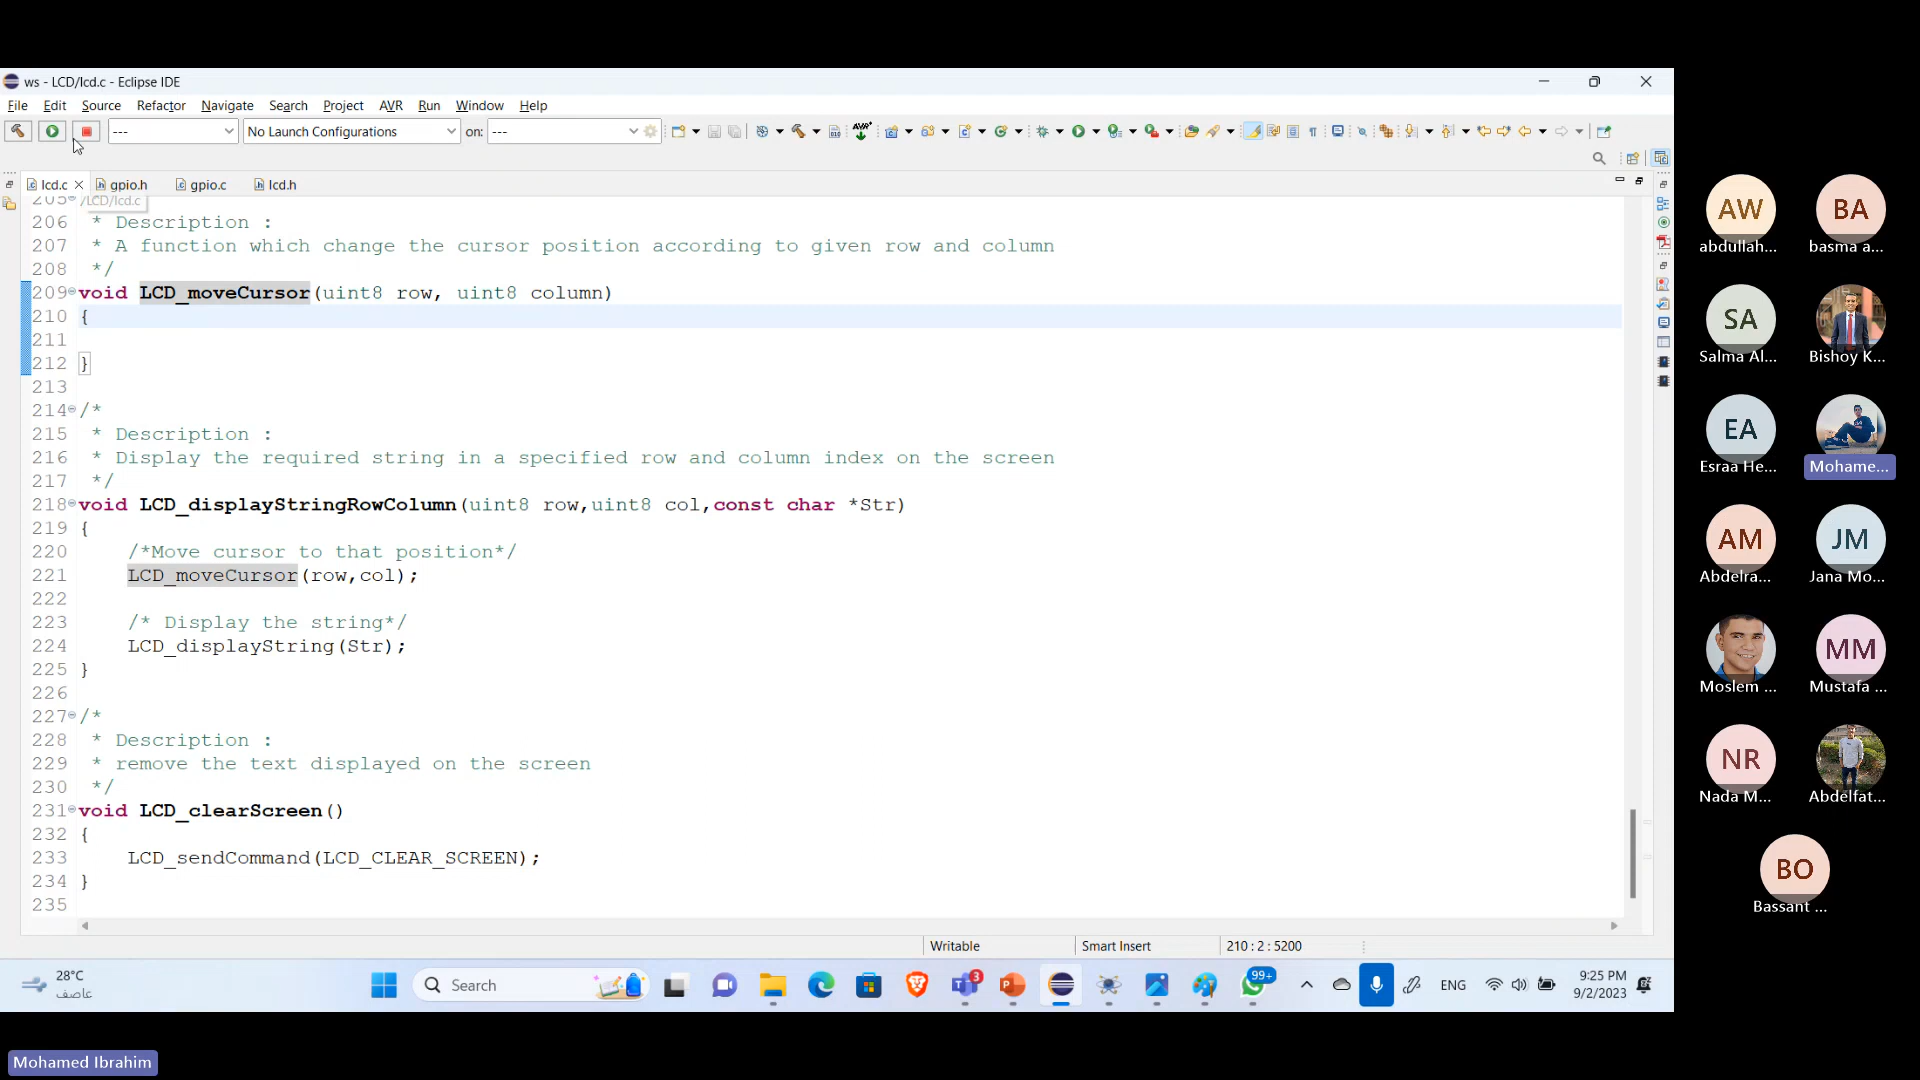 ws - LCD/lcd.c - Eclipse IDE
File Edit Source Refactor Navigate Search Project AVR Run Window Help
--- No Launch Configurations on: ---
lcd.c gpio.h gpio.c lcd.h
205 /LCD/lcd.c
206 * Description :
207 * A function which change the cursor position according to given row and column
208 */
209 void LCD_moveCursor(uint8 row, uint8 column)
210 {
211
212 }
213
214 /*
215 * Description :
216 * Display the required string in a specified row and column index on the screen
217 */
218 void LCD_displayStringRowColumn(uint8 row,uint8 col,const char *Str)
219 {
220 /*Move cursor to that position*/
221 LCD_moveCursor(row,col);
222
223 /* Display the string*/
224 LCD_displayString(Str);
225 }
226
227 /*
228 * Description :
229 * remove the text displayed on the screen
230 */
231 void LCD_clearScreen()
232 {
233 LCD_sendCommand(LCD_CLEAR_SCREEN);
234 }
235
Writable Smart Insert 210 : 2 : 5200
28°C
عاصف
Search
3
99+
ENG
9:25 PM
9/2/2023
AW BA
abdullah... basma a...
SA
Salma Al... Bishoy K...
EA
Esraa He... Mohame...
AM JM
Abdelra... Jana Mo...
MM
Moslem ... Mustafa ...
NR
Nada M... Abdelfat...
BO
Bassant ...
Mohamed Ibrahim